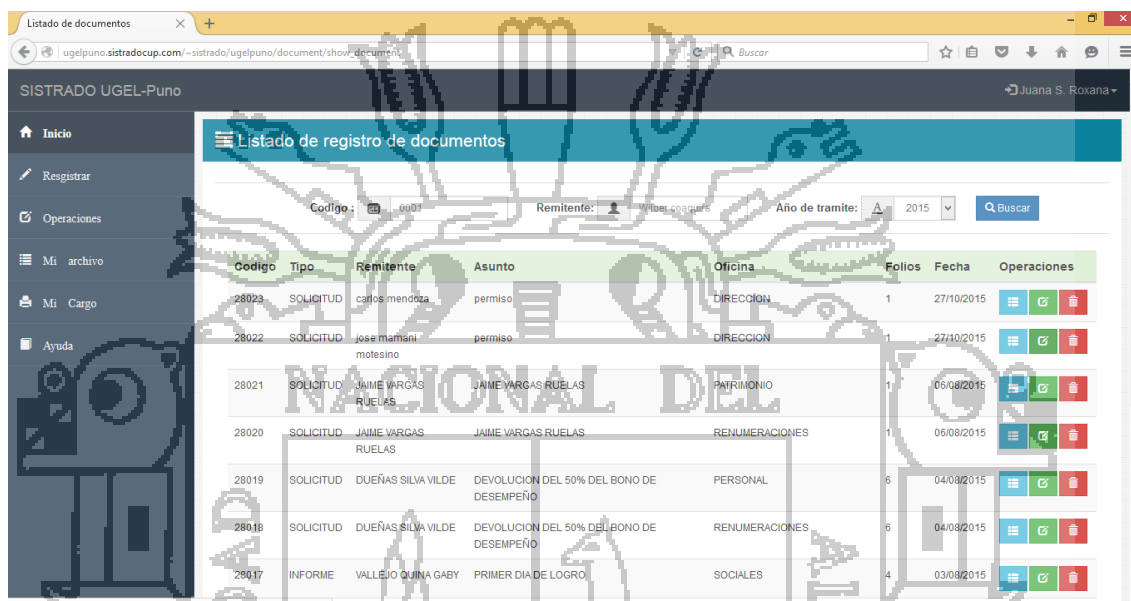 Listado de documentos
ugelpuno.sistradocup.com/~sistrado/ugelpuno/document/show_document
Buscar
SISTRADO UGEL-Puno
Juana S. Roxana
Inicio
Resgistrar
Operaciones
Mi archivo
Mi Cargo
Ayuda
Listado de registro de documentos
Codigo : 0001 Remitente: Wilber coaquira Año de tramite: 2015 Buscar
Codigo Tipo Remitente Asunto Oficina Folios Fecha Operaciones
28023 SOLICITUD carlos mendoza permiso DIRECCION 1 27/10/2015
28022 SOLICITUD jose mamani permiso DIRECCION 1 27/10/2015
motesino
28021 SOLICITUD JAIME VARGAS JAIME VARGAS RUELAS PATRIMONIO 1 06/08/2015
RUELAS
NACIONAL DEL
28020 SOLICITUD JAIME VARGAS JAIME VARGAS RUELAS RENUMERACIONES 1 06/08/2015
RUELAS
28019 SOLICITUD DUEÑAS SILVA VILDE DEVOLUCION DEL 50% DEL BONO DE PERSONAL 6 04/08/2015
DESEMPEÑO
28018 SOLICITUD DUEÑAS SILVA VILDE DEVOLUCION DEL 50% DEL BONO DE RENUMERACIONES 6 04/08/2015
DESEMPEÑO
28017 INFORME VALLEJO QUINA GABY PRIMER DIA DE LOGRO SOCIALES 4 03/08/2015